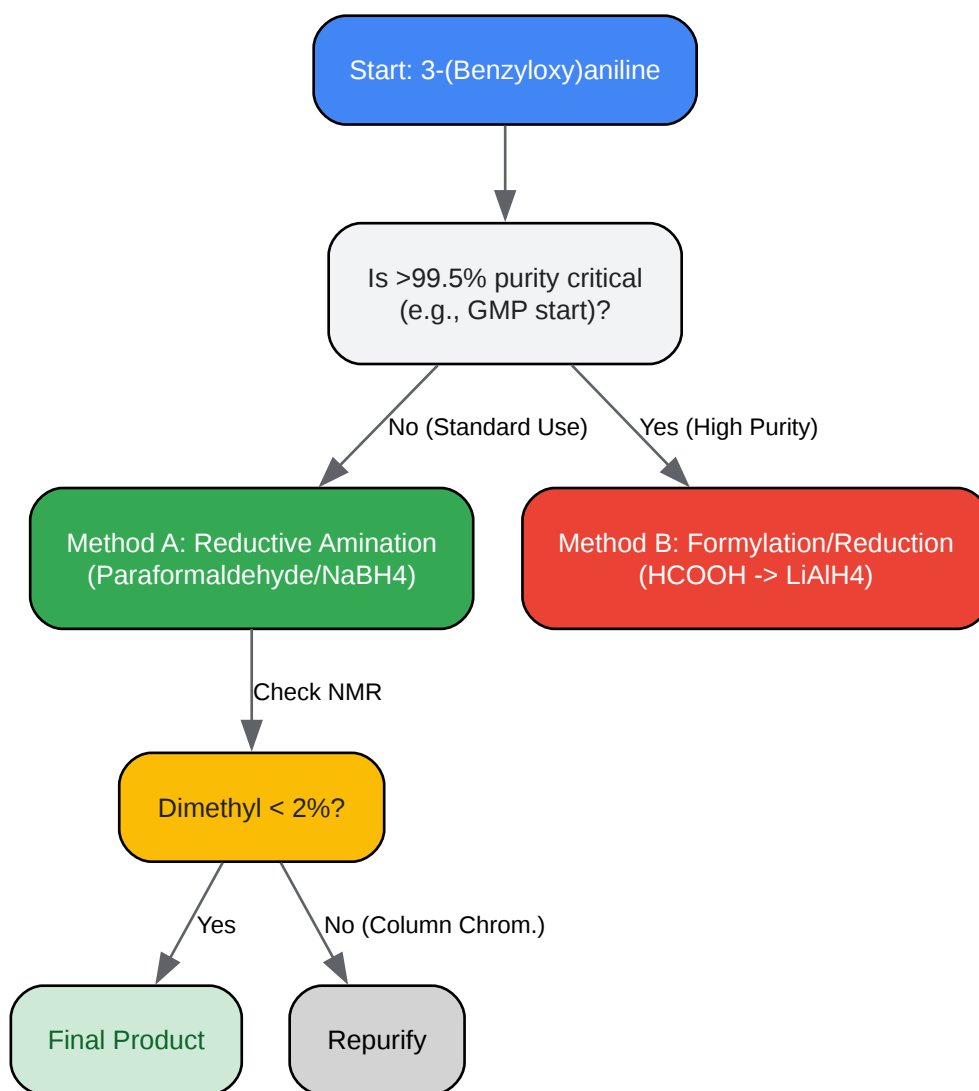 Start: 3-(Benzyloxy)aniline
Is >99.5% purity critical
(e.g., GMP start)?
No (Standard Use)
Yes (High Purity)
Method A: Reductive Amination
(Paraformaldehyde/NaBH4)
Method B: Formylation/Reduction
(HCOOH -> LiAlH4)
Check NMR
Dimethyl < 2%?
Yes
No (Column Chrom.)
Final Product
Repurify